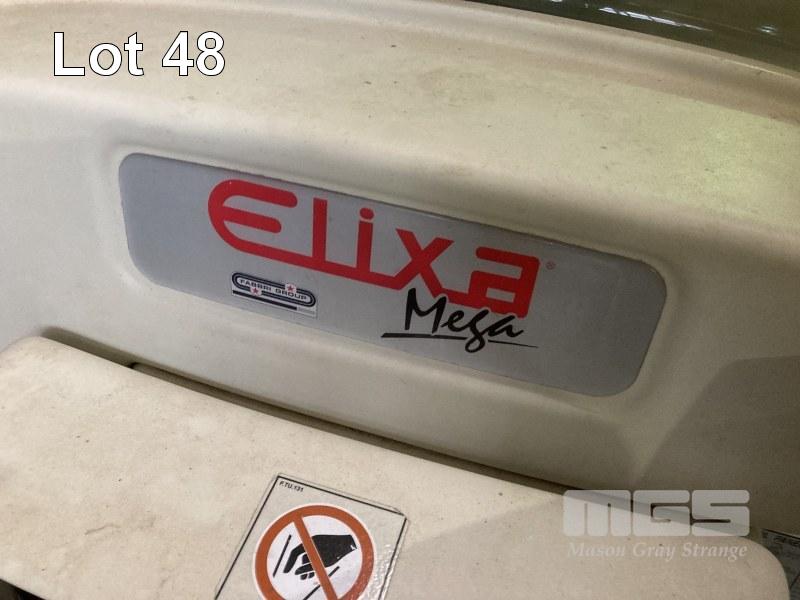 Lot 48
Elixa®
FABBRI GROUP
Mega
F.TU.131
MGS
Mason Gray Strange